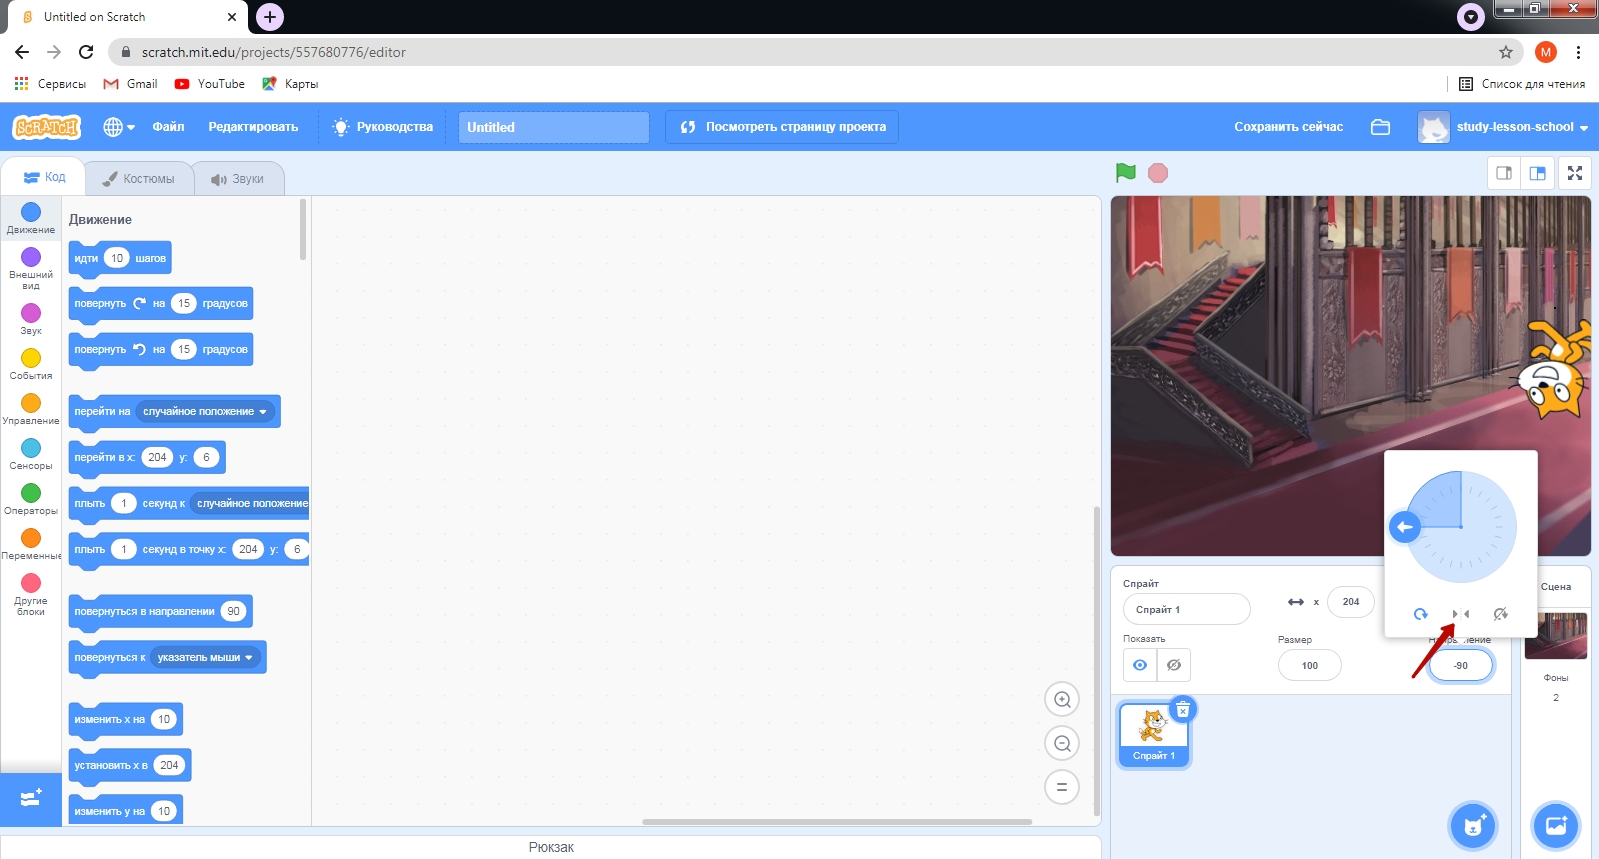 Untitled on Scratch
scratch.mit.edu/projects/557680776/editor
M
Сервисы Gmail YouTube Карты Список для чтения
SCRATCH Файл Редактировать Руководства Untitled Посмотреть страницу проекта Сохранить сейчас study-lesson-school
Код Костюмы Звуки
Движение
Внешний вид
Звук
События
Управление
Сенсоры
Операторы
Переменные
Другие блоки
Движение
идти 10 шагов
повернуть на 15 градусов
повернуть на 15 градусов
перейти на случайное положение
перейти в x: 204 y: 6
плыть 1 секунд к случайное положение
плыть 1 секунд в точку x: 204 y: 6
повернуться в направлении 90
повернуться к указатель мыши
изменить x на 10
установить x в 204
изменить y на 10
Рюкзак
Спрайт
Спрайт 1
x 204
Показать
Размер
100
-90
Спрайт 1
Сцена
Фоны
2